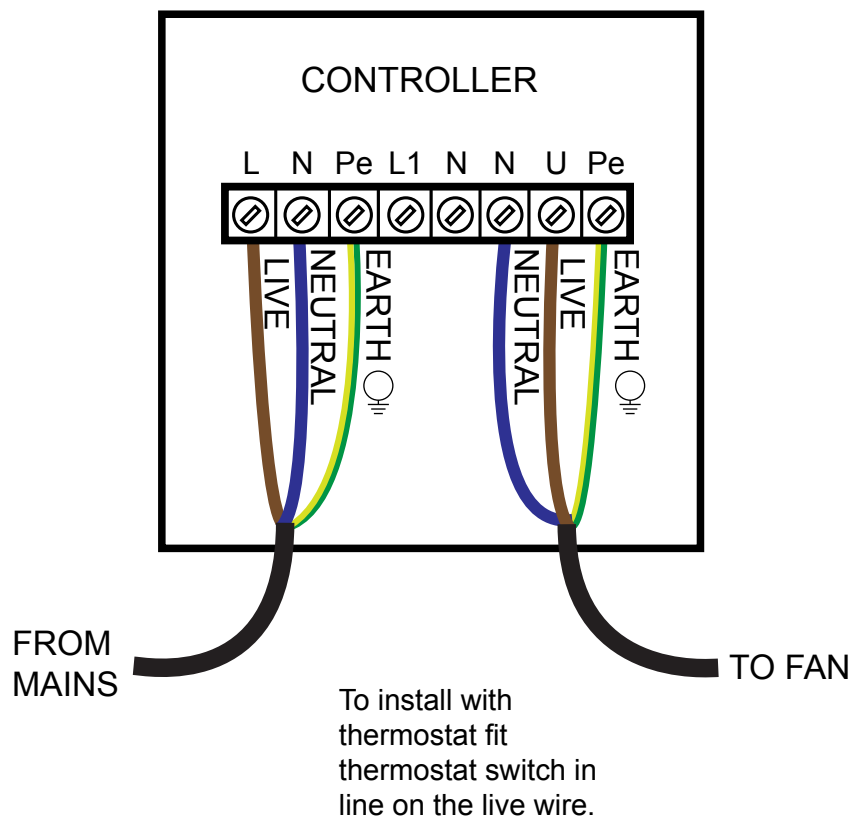 CONTROLLER
L N Pe L1 N N U Pe
LIVE
NEUTRAL
EARTH
NEUTRAL
LIVE
EARTH
FROM
MAINS
TO FAN
To install with
thermostat fit
thermostat switch in
line on the live wire.